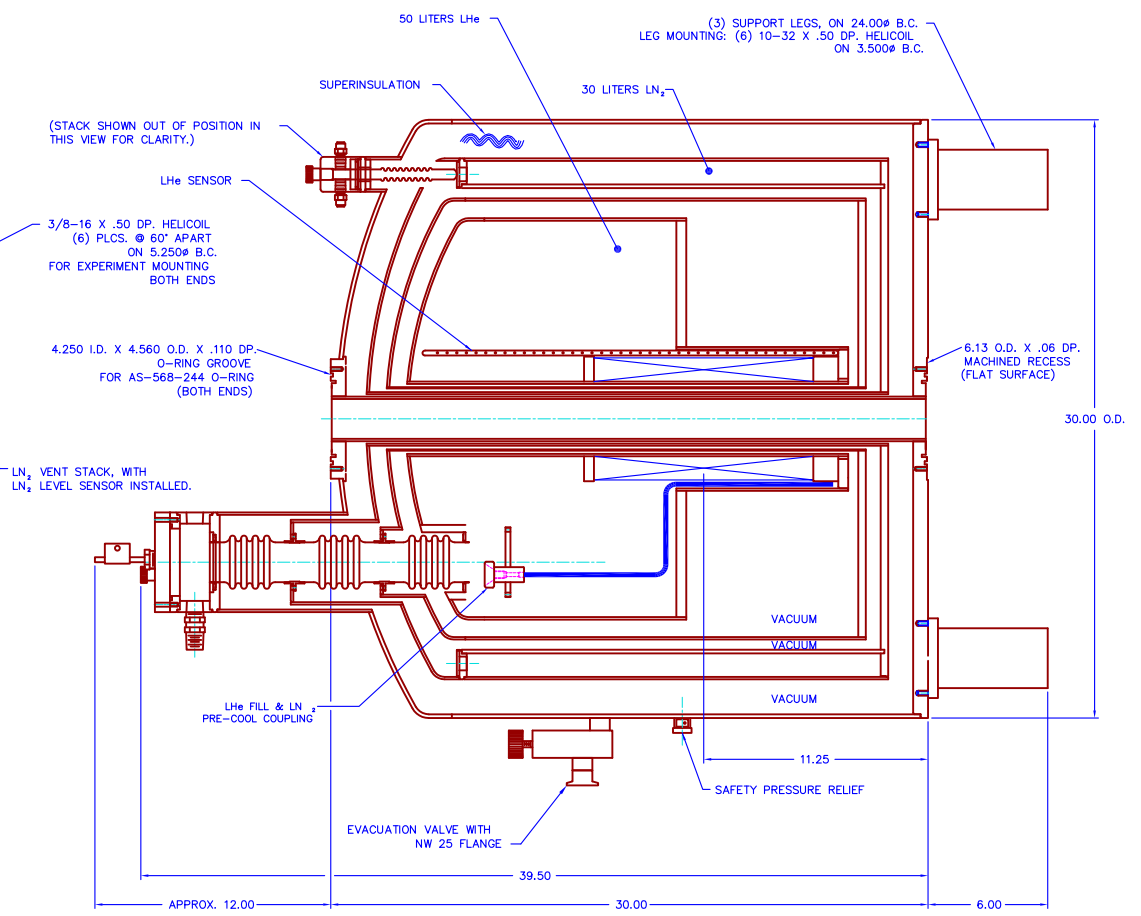 50 LITERS LHe
(3) SUPPORT LEGS, ON 24.00ø B.C.
LEG MOUNTING: (6) 10-32 X .50 DP. HELICOIL
ON 3.500ø B.C.
SUPERINSULATION
30 LITERS LN₂
(STACK SHOWN OUT OF POSITION IN
THIS VIEW FOR CLARITY.)
LHe SENSOR
3/8-16 X .50 DP. HELICOIL
(6) PLCS. @ 60° APART
ON 5.250ø B.C.
FOR EXPERIMENT MOUNTING
BOTH ENDS
4.250 I.D. X 4.560 O.D. X .110 DP.
O-RING GROOVE
FOR AS-568-244 O-RING
(BOTH ENDS)
6.13 O.D. X .06 DP.
MACHINED RECESS
(FLAT SURFACE)
30.00 O.D.
LN₂ VENT STACK, WITH
LN₂ LEVEL SENSOR INSTALLED.
VACUUM
VACUUM
VACUUM
LHe FILL & LN ₂
PRE-COOL COUPLING
11.25
SAFETY PRESSURE RELIEF
EVACUATION VALVE WITH
NW 25 FLANGE
39.50
APPROX. 12.00
30.00
6.00